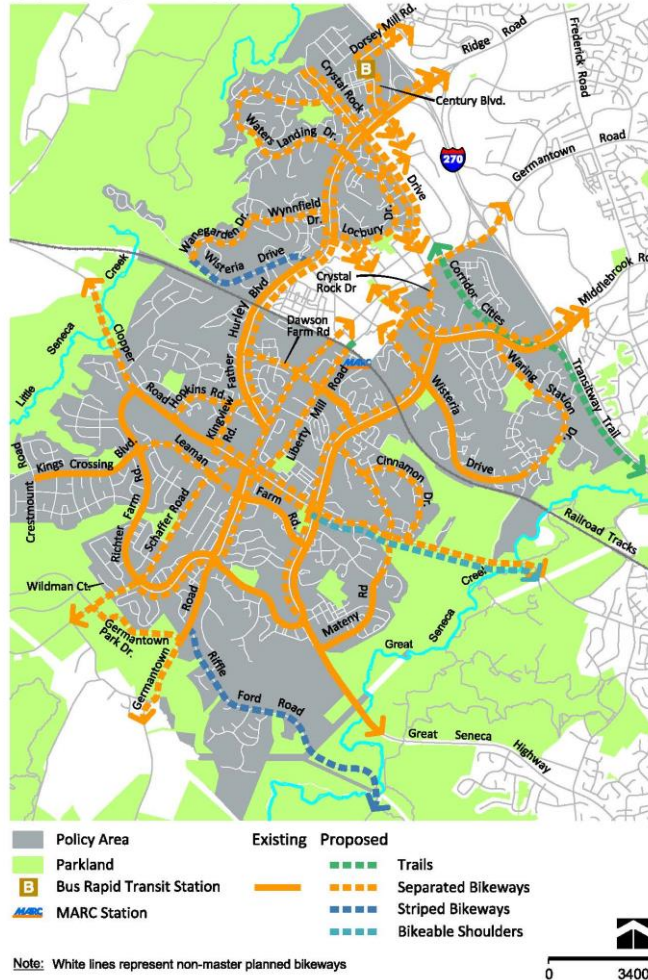 Dorsey Mill Rd.
Ridge Road
Frederick Road
Crystal Rock
B
Century Blvd.
Waters Landing Dr.
270
Germantown Road
Drive
Wynnfield Dr.
Wanegarden Dr.
Locbury Dr.
Wisteria Drive
Crystal Rock Dr
Corridor Cities
Transitway Trail
Middlebrook Rd
Little Seneca Creek
Clopper Road
Father Hurley Blvd
Dawson Farm Rd
MARC
Hopkins Rd.
Kingview Rd.
Liberty Mill Road
Wisteria Drive
Waring Station Dr.
Crestmount Road
Kings Crossing Blvd.
Leaman Farm Rd.
Cinnamon Dr.
Richter Farm Rd
Schaffer Road
Railroad Tracks
Wildman Ct.
Mateny Rd
Great Seneca Creek
Germantown Park Dr.
Germantown Road
Riffle Ford Road
Great Seneca Highway
Policy Area
Parkland
B Bus Rapid Transit Station
MARC MARC Station
Existing Proposed
Trails
Separated Bikeways
Striped Bikeways
Bikeable Shoulders
Note: White lines represent non-master planned bikeways
0 3400